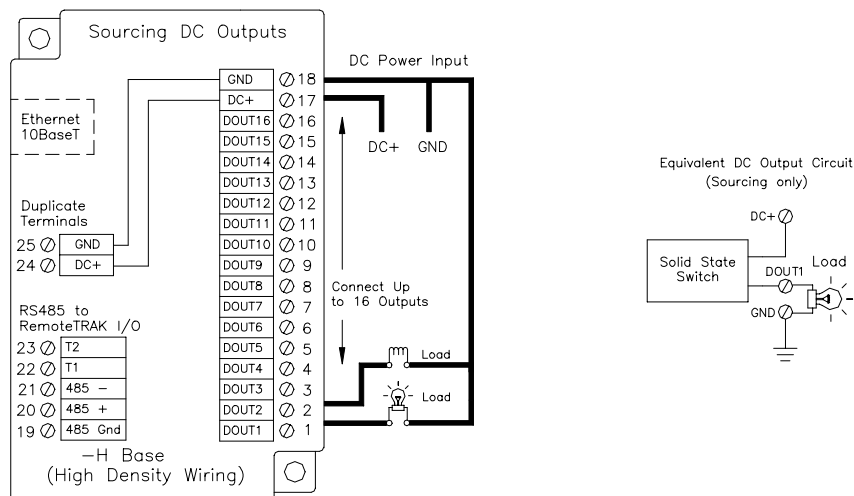 Sourcing DC Outputs
DC Power Input
GND 18
DC+ 17
DOUT16 16
DOUT15 15
DOUT14 14
DOUT13 13
DOUT12 12
DOUT11 11
DOUT10 10
DOUT9 9
DOUT8 8
DOUT7 7
DOUT6 6
DOUT5 5
DOUT4 4
DOUT3 3
DOUT2 2
DOUT1 1
Ethernet
10BaseT
Duplicate
Terminals
25 GND
24 DC+
RS485 to
RemoteTRAK I/O
23 T2
22 T1
21 485 -
20 485 +
19 485 Gnd
-H Base
(High Density Wiring)
DC+ GND
Connect Up
to 16 Outputs
Load
Load
Equivalent DC Output Circuit
(Sourcing only)
DC+
Solid State
Switch
DOUT1
Load
GND